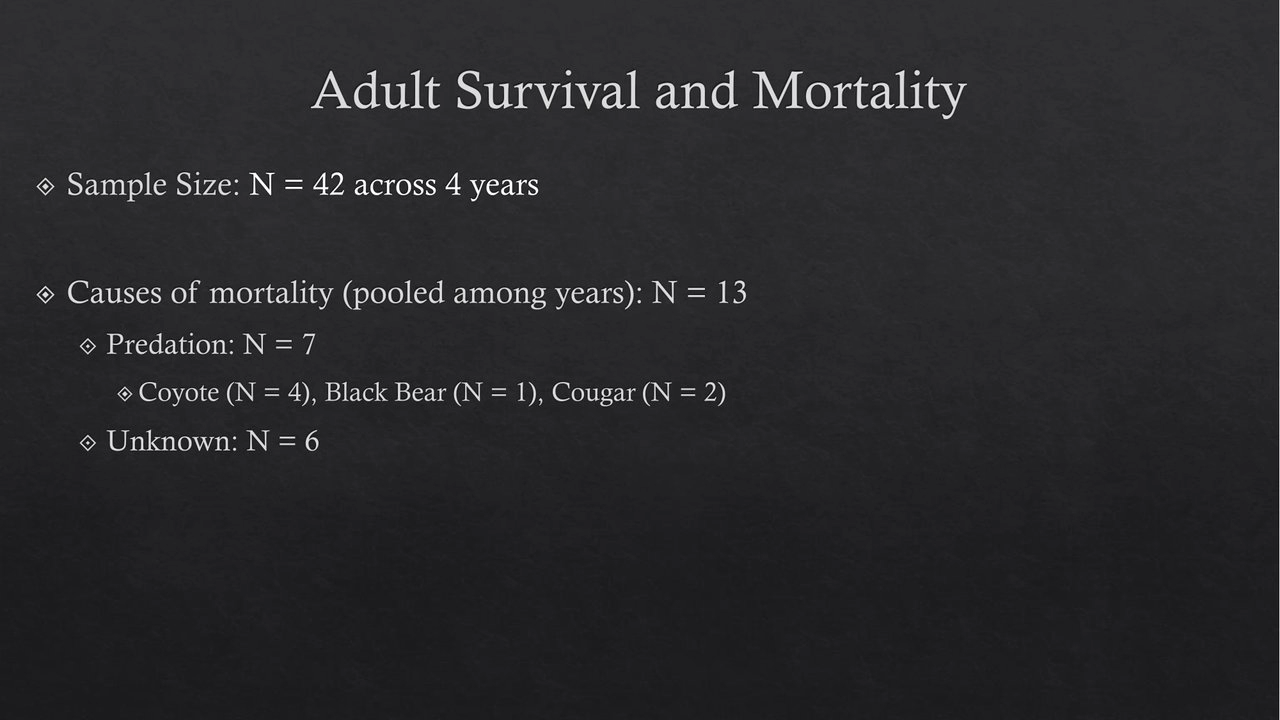 Adult Survival and Mortality
Sample Size: N = 42 across 4 years
Causes of mortality (pooled among years): N = 13
Predation: N = 7
Coyote (N = 4), Black Bear (N = 1), Cougar (N = 2)
Unknown: N = 6